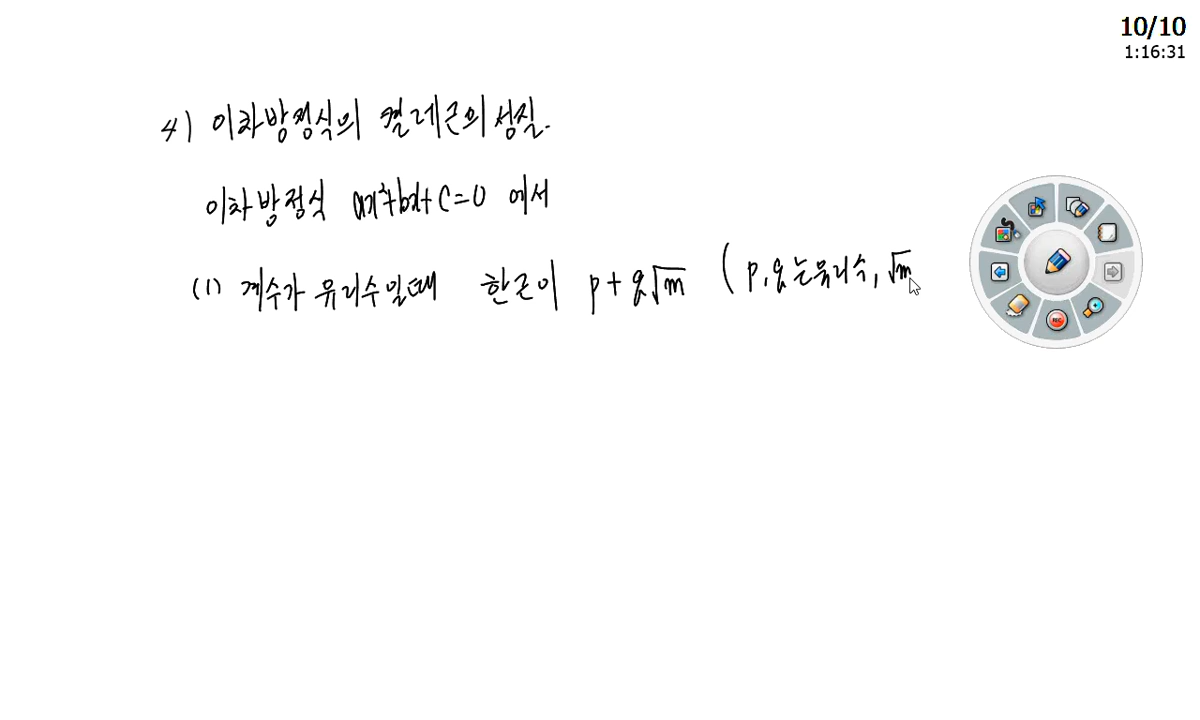 10/10
1:16:31
4) 이차방정식의 켤레근의 성질.
이차방정식 ax²+bx+c=0 에서
(1) 계수가 유리수일때 한근이 p+q√m (p, q는유리수, √m
REC